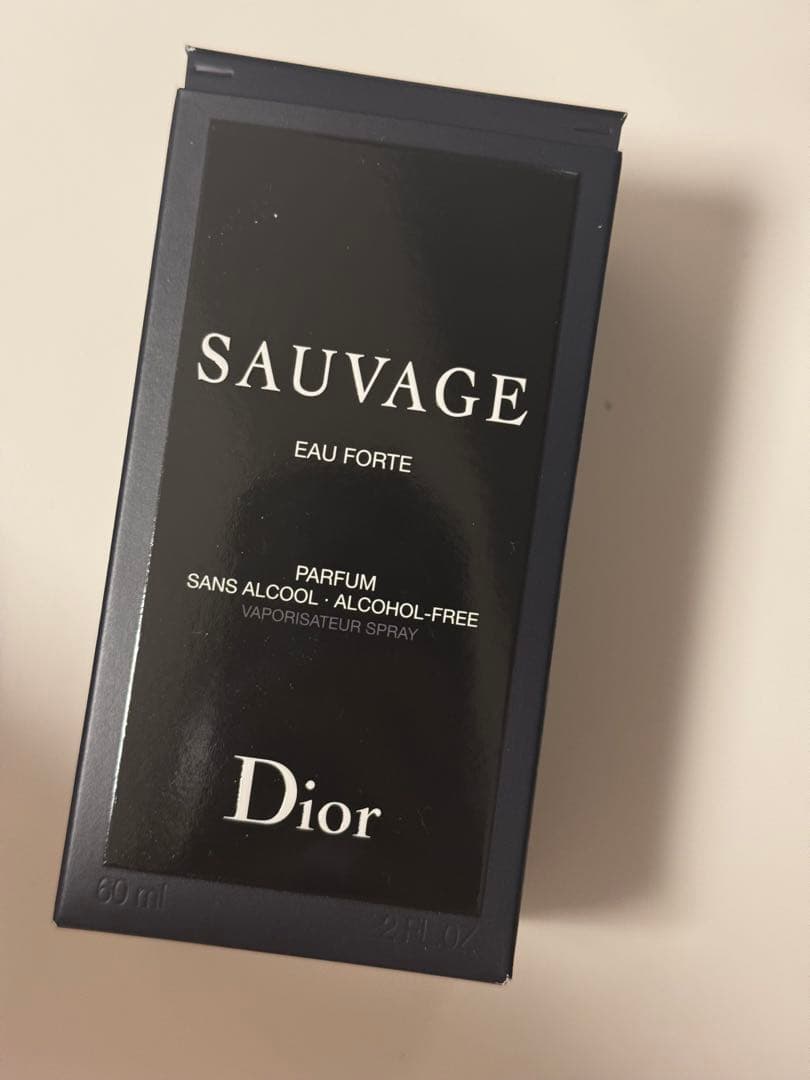 SAUVAGE
EAU FORTE
PARFUM
SANS ALCOOL · ALCOHOL-FREE
VAPORISATEUR SPRAY
Dior
60 ml
2 FL.OZ